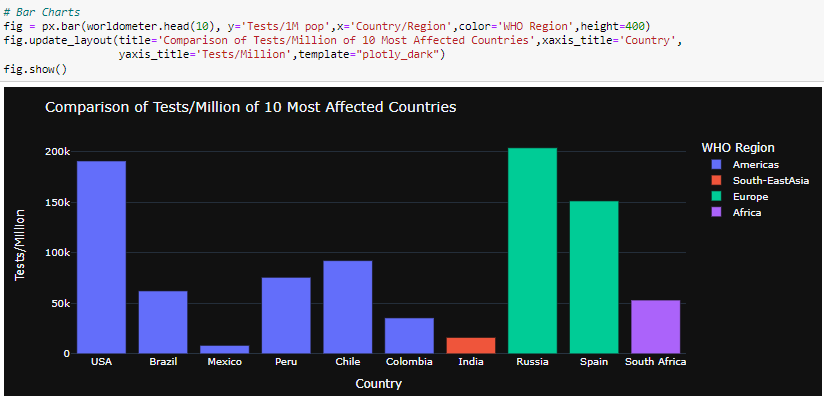 # Bar Charts
fig = px.bar(worldometer.head(10), y='Tests/1M pop',x='Country/Region',color='WHO Region',height=400)
fig.update_layout(title='Comparison of Tests/Million of 10 Most Affected Countries',xaxis_title='Country',
yaxis_title='Tests/Million',template="plotly_dark")
fig.show()
Comparison of Tests/Million of 10 Most Affected Countries
WHO Region
Americas
South-EastAsia
Europe
Africa
Tests/Million
200k
150k
100k
50k
0
USA Brazil Mexico Peru Chile Colombia India Russia Spain South Africa
Country